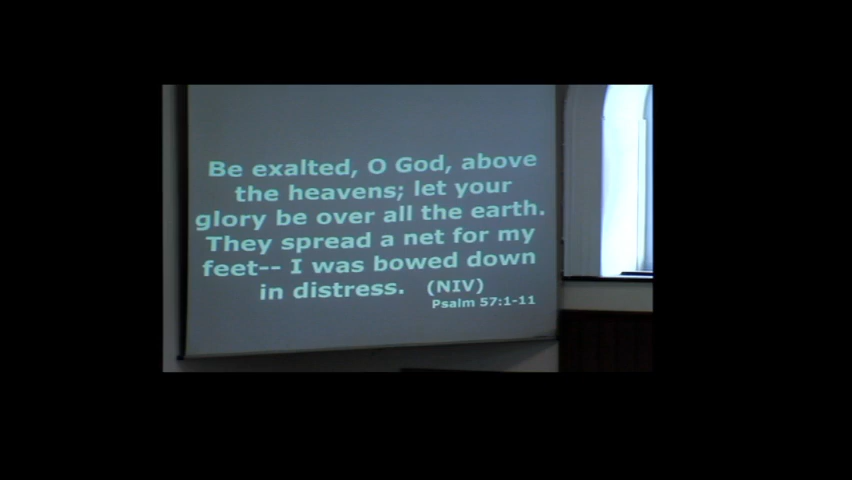 Be exalted, O God, above
the heavens; let your
glory be over all the earth.
They spread a net for my
feet-- I was bowed down
in distress. (NIV)
Psalm 57:1-11